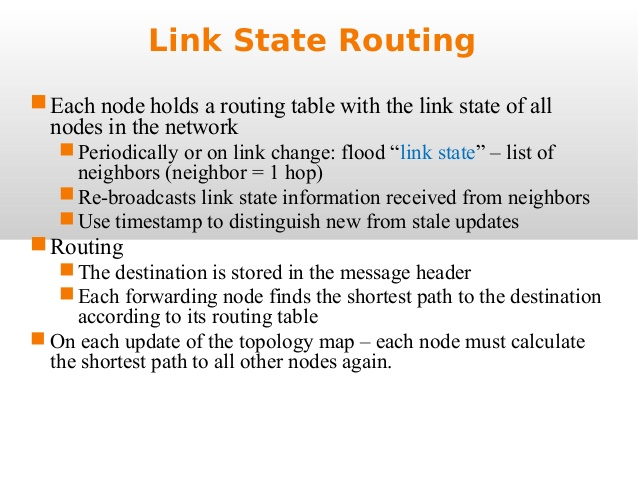 Link State Routing
Each node holds a routing table with the link state of all
nodes in the network
Periodically or on link change: flood “link state” – list of
neighbors (neighbor = 1 hop)
Re-broadcasts link state information received from neighbors
Use timestamp to distinguish new from stale updates
Routing
The destination is stored in the message header
Each forwarding node finds the shortest path to the destination
according to its routing table
On each update of the topology map – each node must calculate
the shortest path to all other nodes again.